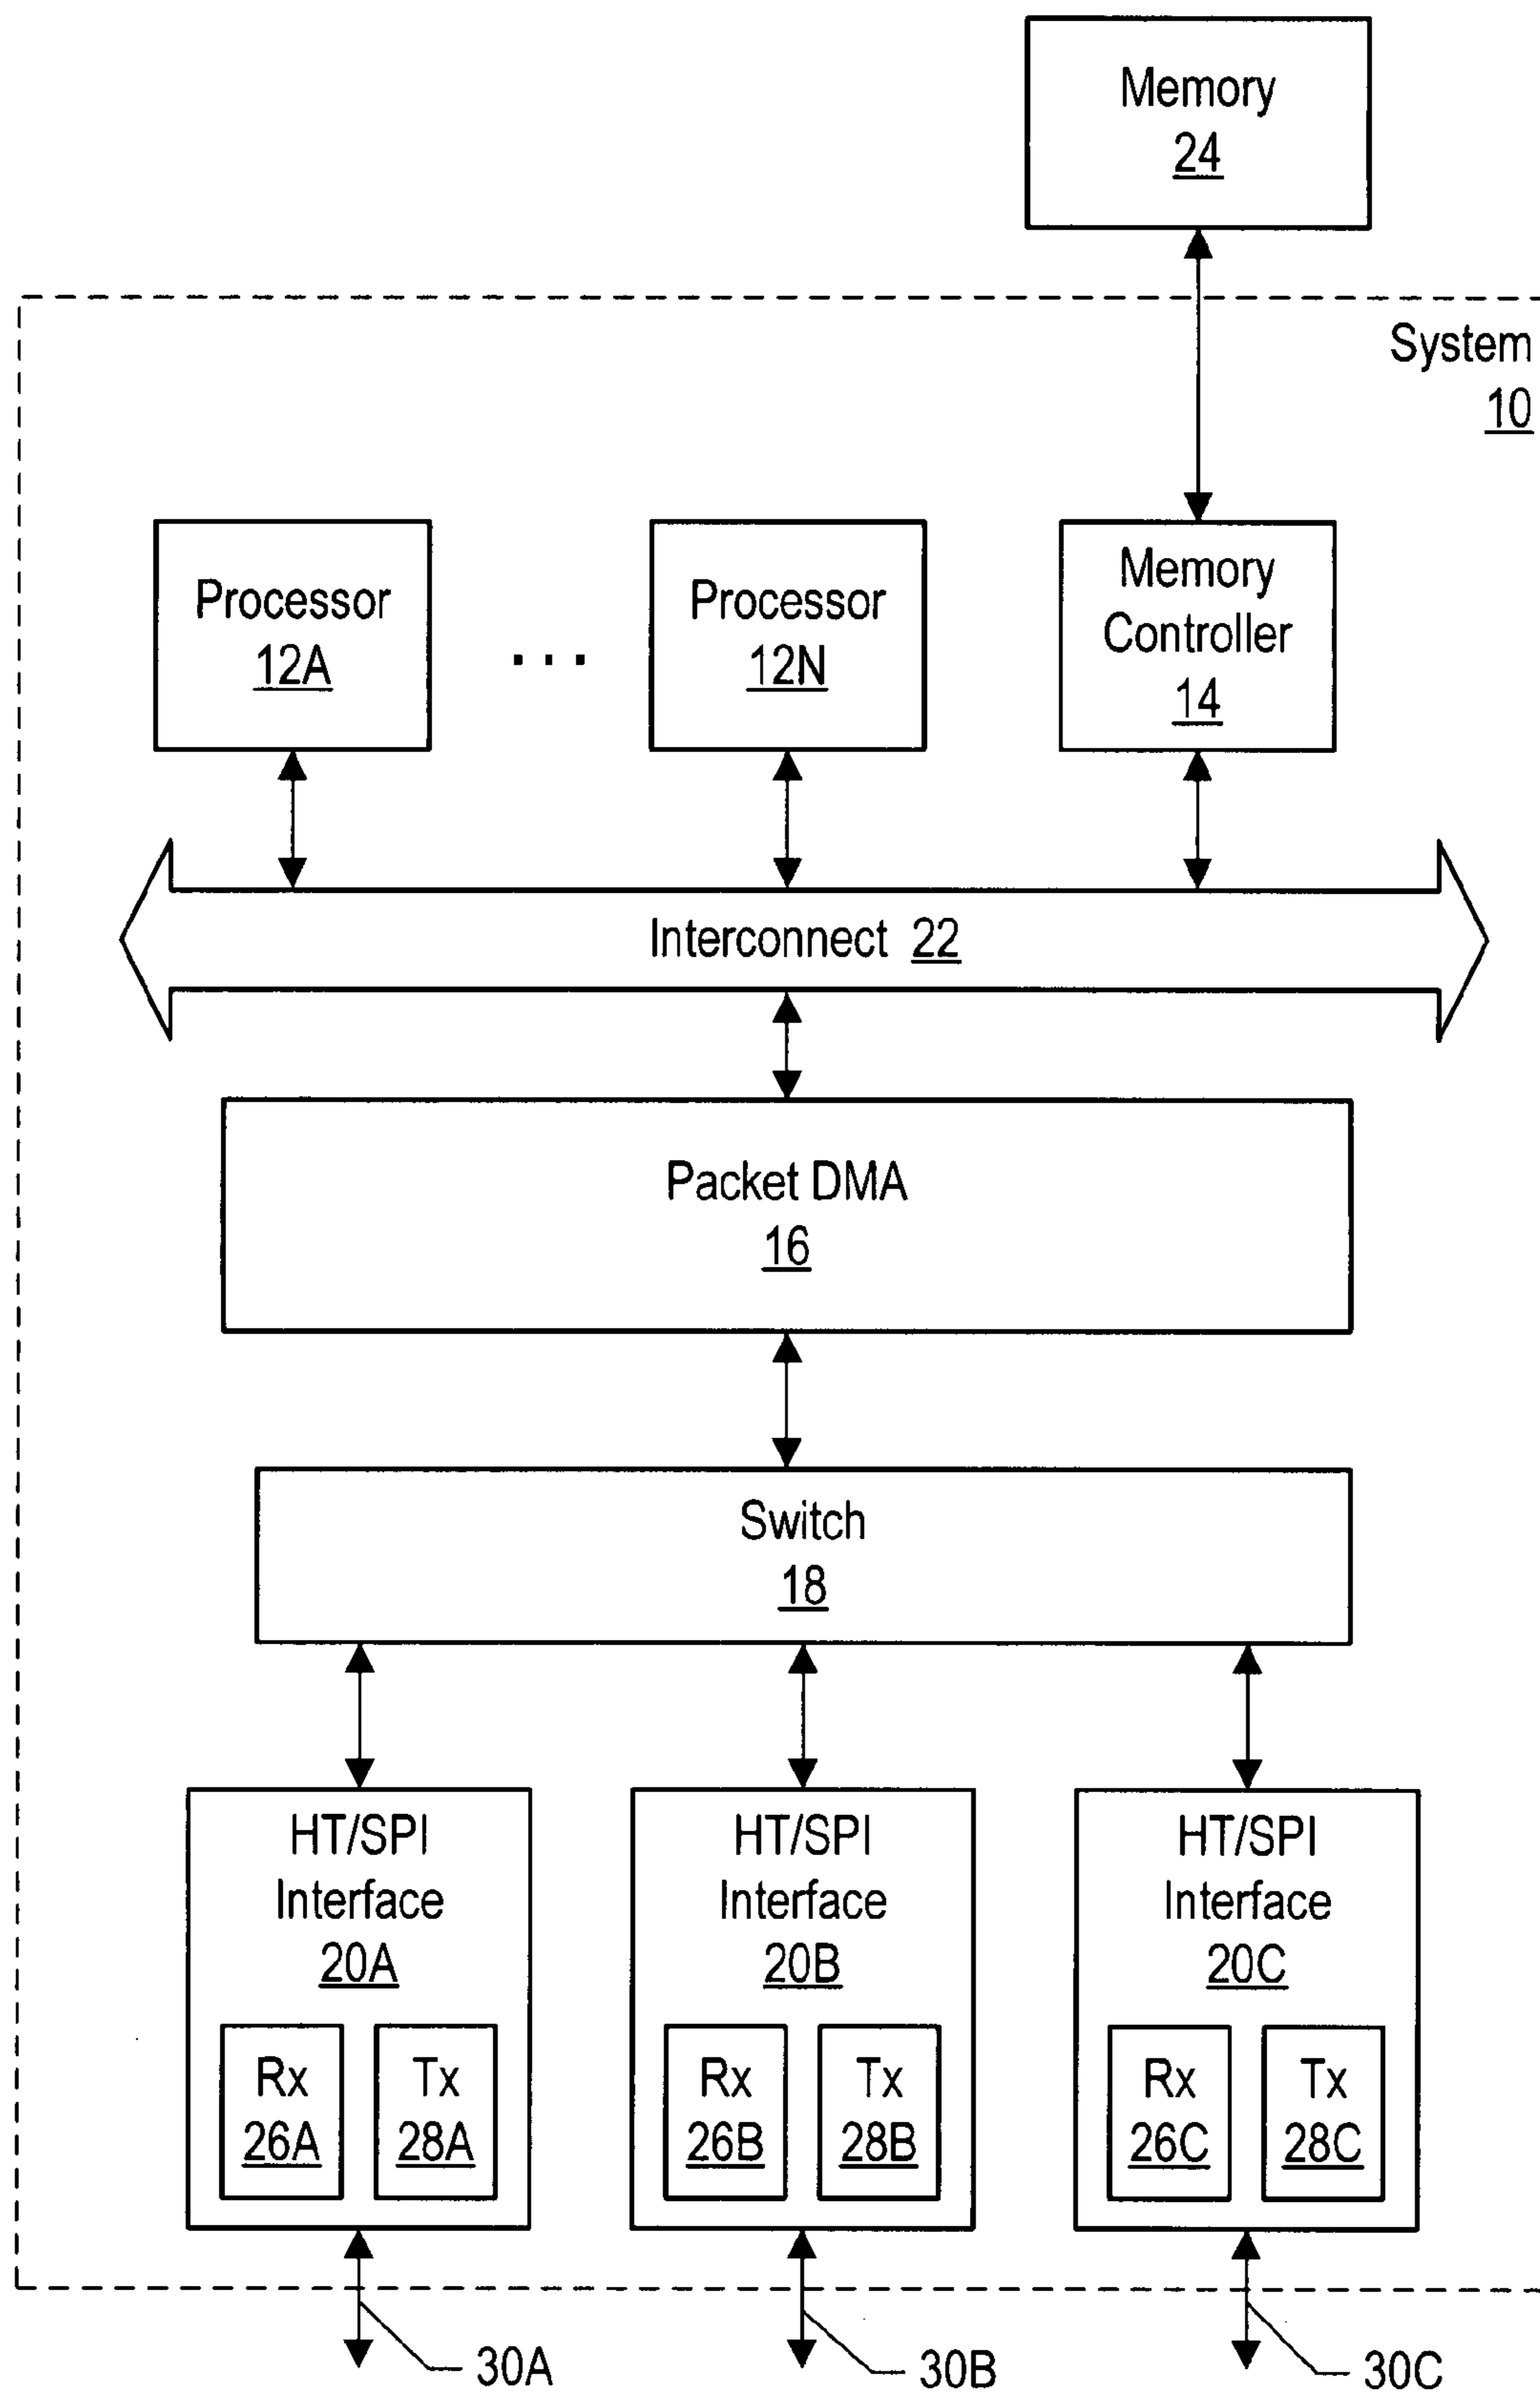 Memory
24
System
10
Processor
12A
. . .
Processor
12N
Memory
Controller
14
Interconnect 22
Packet DMA
16
Switch
18
HT/SPI
Interface
20A
Rx
26A
Tx
28A
HT/SPI
Interface
20B
Rx
26B
Tx
28B
HT/SPI
Interface
20C
Rx
26C
Tx
28C
30A
30B
30C